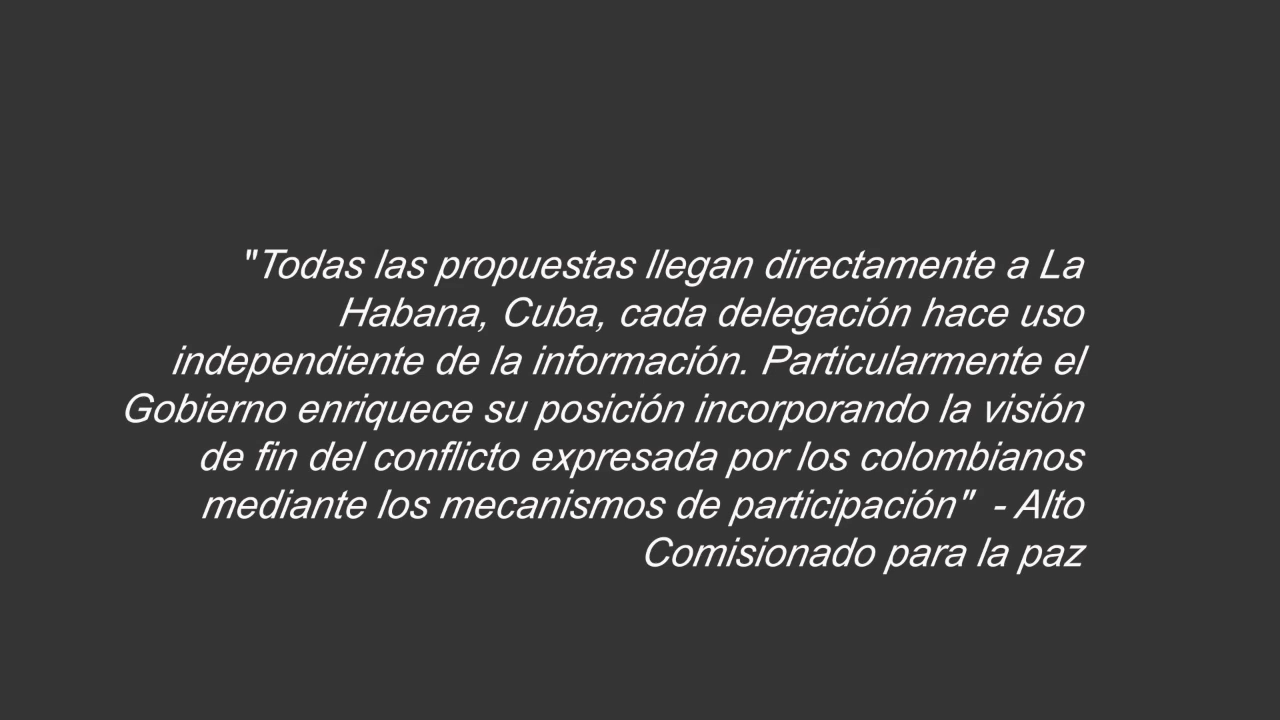 "Todas las propuestas llegan directamente a La
Habana, Cuba, cada delegación hace uso
independiente de la información. Particularmente el
Gobierno enriquece su posición incorporando la visión
de fin del conflicto expresada por los colombianos
mediante los mecanismos de participación"  - Alto
Comisionado para la paz